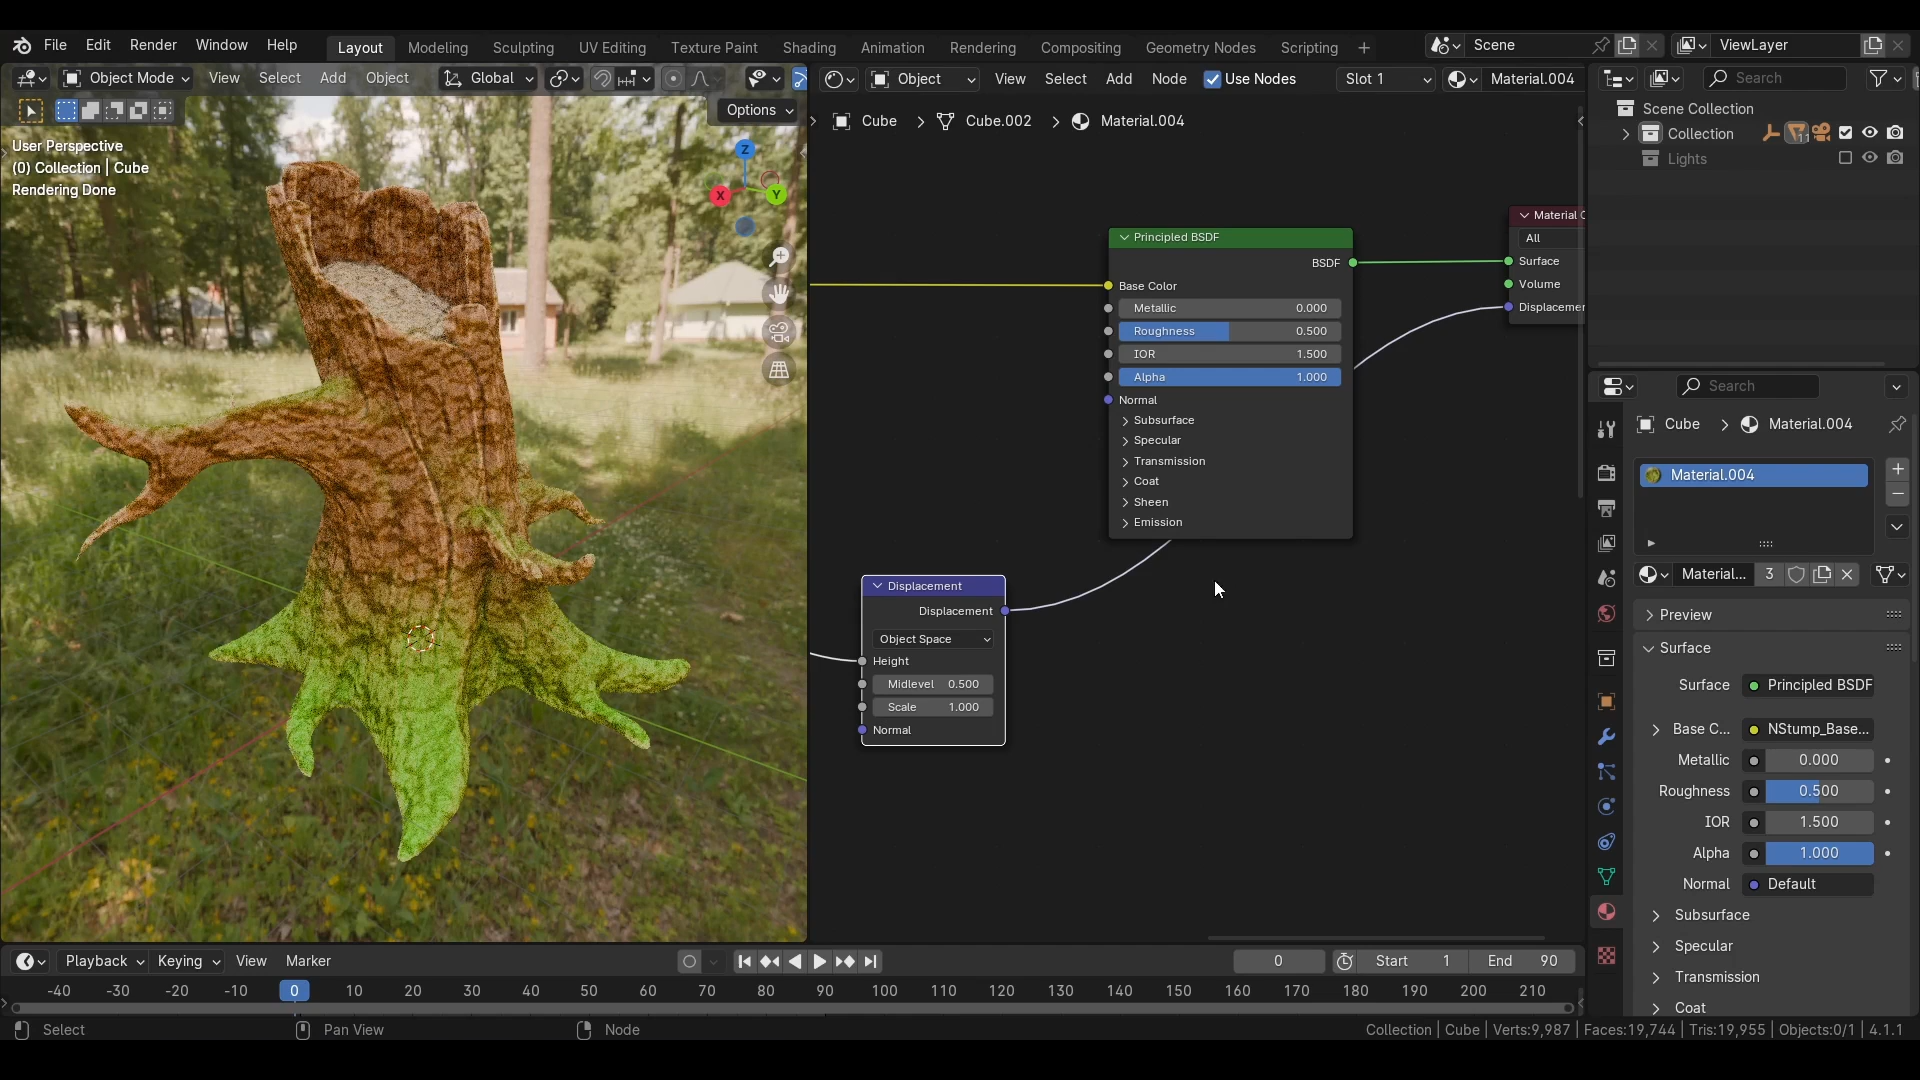 File Edit Render Window Help Layout Modeling Sculpting UV Editing Texture Paint Shading Animation Rendering Compositing Geometry Nodes Scripting + Scene ViewLayer
Object Mode View Select Add Object Global
Object View Select Add Node Use Nodes Slot 1 Material.004
Search
Options
User Perspective
(0) Collection | Cube
Rendering Done
Z
X
Y
Cube > Cube.002 > Material.004
Principled BSDF
BSDF
Base Color
Metallic 0.000
Roughness 0.500
IOR 1.500
Alpha 1.000
Normal
Subsurface
Specular
Transmission
Coat
Sheen
Emission
Material
All
Surface
Volume
Displacemer
Displacement
Displacement
Object Space
Height
Midlevel 0.500
Scale 1.000
Normal
Scene Collection
Collection 11
Lights
Search
Cube > Material.004
Material.004
Material... 3
Preview
Surface
Surface Principled BSDF
Base C... NStump_Base...
Metallic 0.000
Roughness 0.500
IOR 1.500
Alpha 1.000
Normal Default
Subsurface
Specular
Transmission
Coat
Playback Keying View Marker 0 Start 1 End 90
-40 -30 -20 -10 0 10 20 30 40 50 60 70 80 90 100 110 120 130 140 150 160 170 180 190 200 210
Select Pan View Node Collection | Cube | Verts:9,987 | Faces:19,744 | Tris:19,955 | Objects:0/1 | 4.1.1